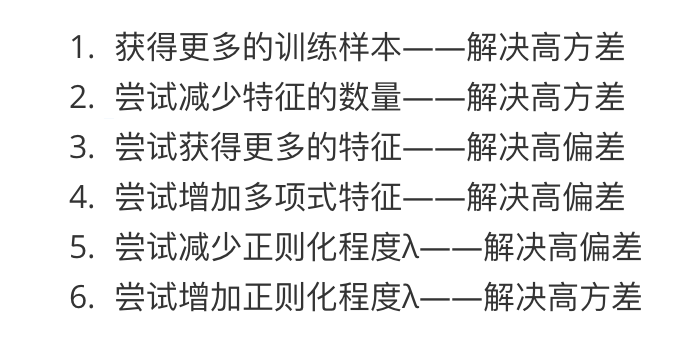 1. 获得更多的训练样本——解决高方差
2. 尝试减少特征的数量——解决高方差
3. 尝试获得更多的特征——解决高偏差
4. 尝试增加多项式特征——解决高偏差
5. 尝试减少正则化程度λ——解决高偏差
6. 尝试增加正则化程度λ——解决高方差